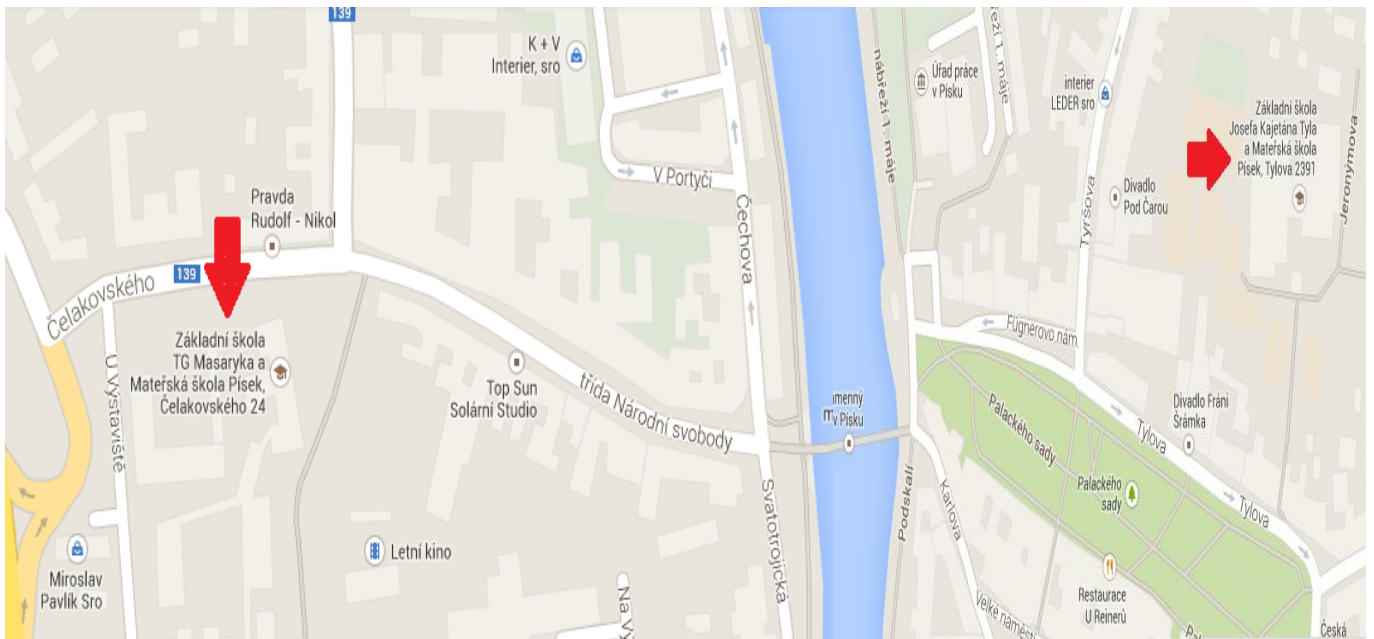 139
K + V
Interier, sro
nábřeží 1. máje
Úřad práce
v Písku
interier
LEDER sro
Základní škola
Josefa Kajetána Tyla
a Mateřská škola
Písek, Tylova 2391
Jeronýmova
V Portyčí
Čechova
Tyršova
Divadlo
Pod Čarou
Pravda
Rudolf - Nikol
139
Čelakovského
Základní škola
TG Masaryka a
Mateřská škola Písek,
Čelakovského 24
U Výstaviště
Top Sun
Solární Studio
třída Národní svobody
v Písku
Fügnerovo nám.
Palackého sady
Tylova
Divadlo Fráni
Šrámka
Palackého
sady
Tylova
Podskalí
Karlova
Svatotrojická
Letní kino
Miroslav
Pavlík Sro
Restaurace
U Reinerů
Velké náměstí
Česká